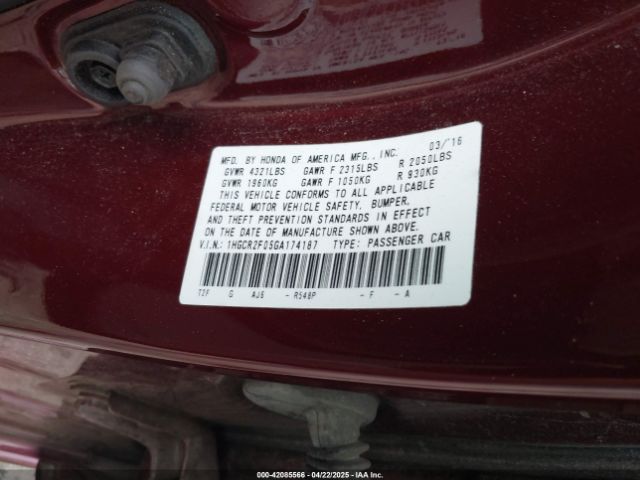 MFD. BY HONDA OF AMERICA MFG., INC. 03/'16
GVWR 4321LBS GAWR F 2315LBS R 2050LBS
GVWR 1960KG GAWR F 1050KG R 930KG
THIS VEHICLE CONFORMS TO ALL APPLICABLE
FEDERAL MOTOR VEHICLE SAFETY, BUMPER,
AND THEFT PREVENTION STANDARDS IN EFFECT
ON THE DATE OF MANUFACTURE SHOWN ABOVE.
V.I.N.: 1HGCR2F05GA174187 TYPE: PASSENGER CAR
T2F G AJ6 - R548P - F - A
000-42085566 - 04/22/2025 - IAAI.COM